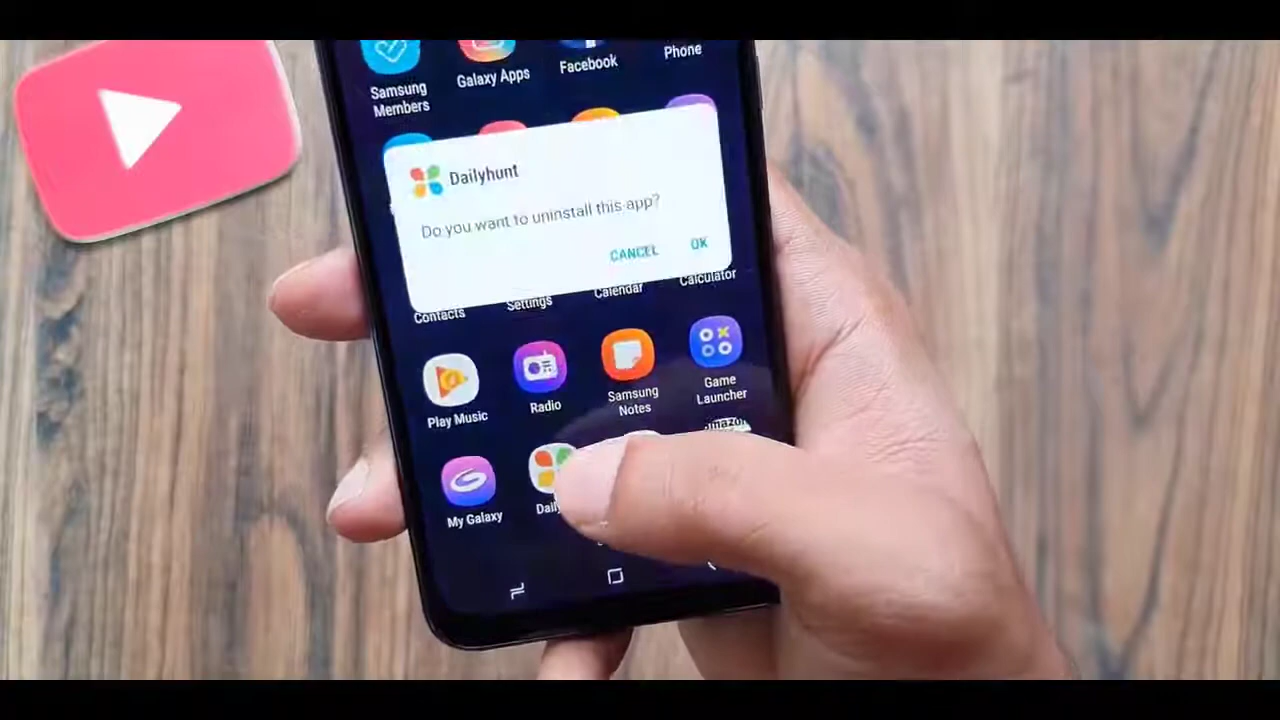 Samsung
Members
Galaxy Apps
Facebook
Phone
Dailyhunt
Do you want to uninstall this app?
CANCEL
OK
Contacts
Settings
Calendar
Calculator
Play Music
Radio
Samsung
Notes
Game
Launcher
My Galaxy
Dail